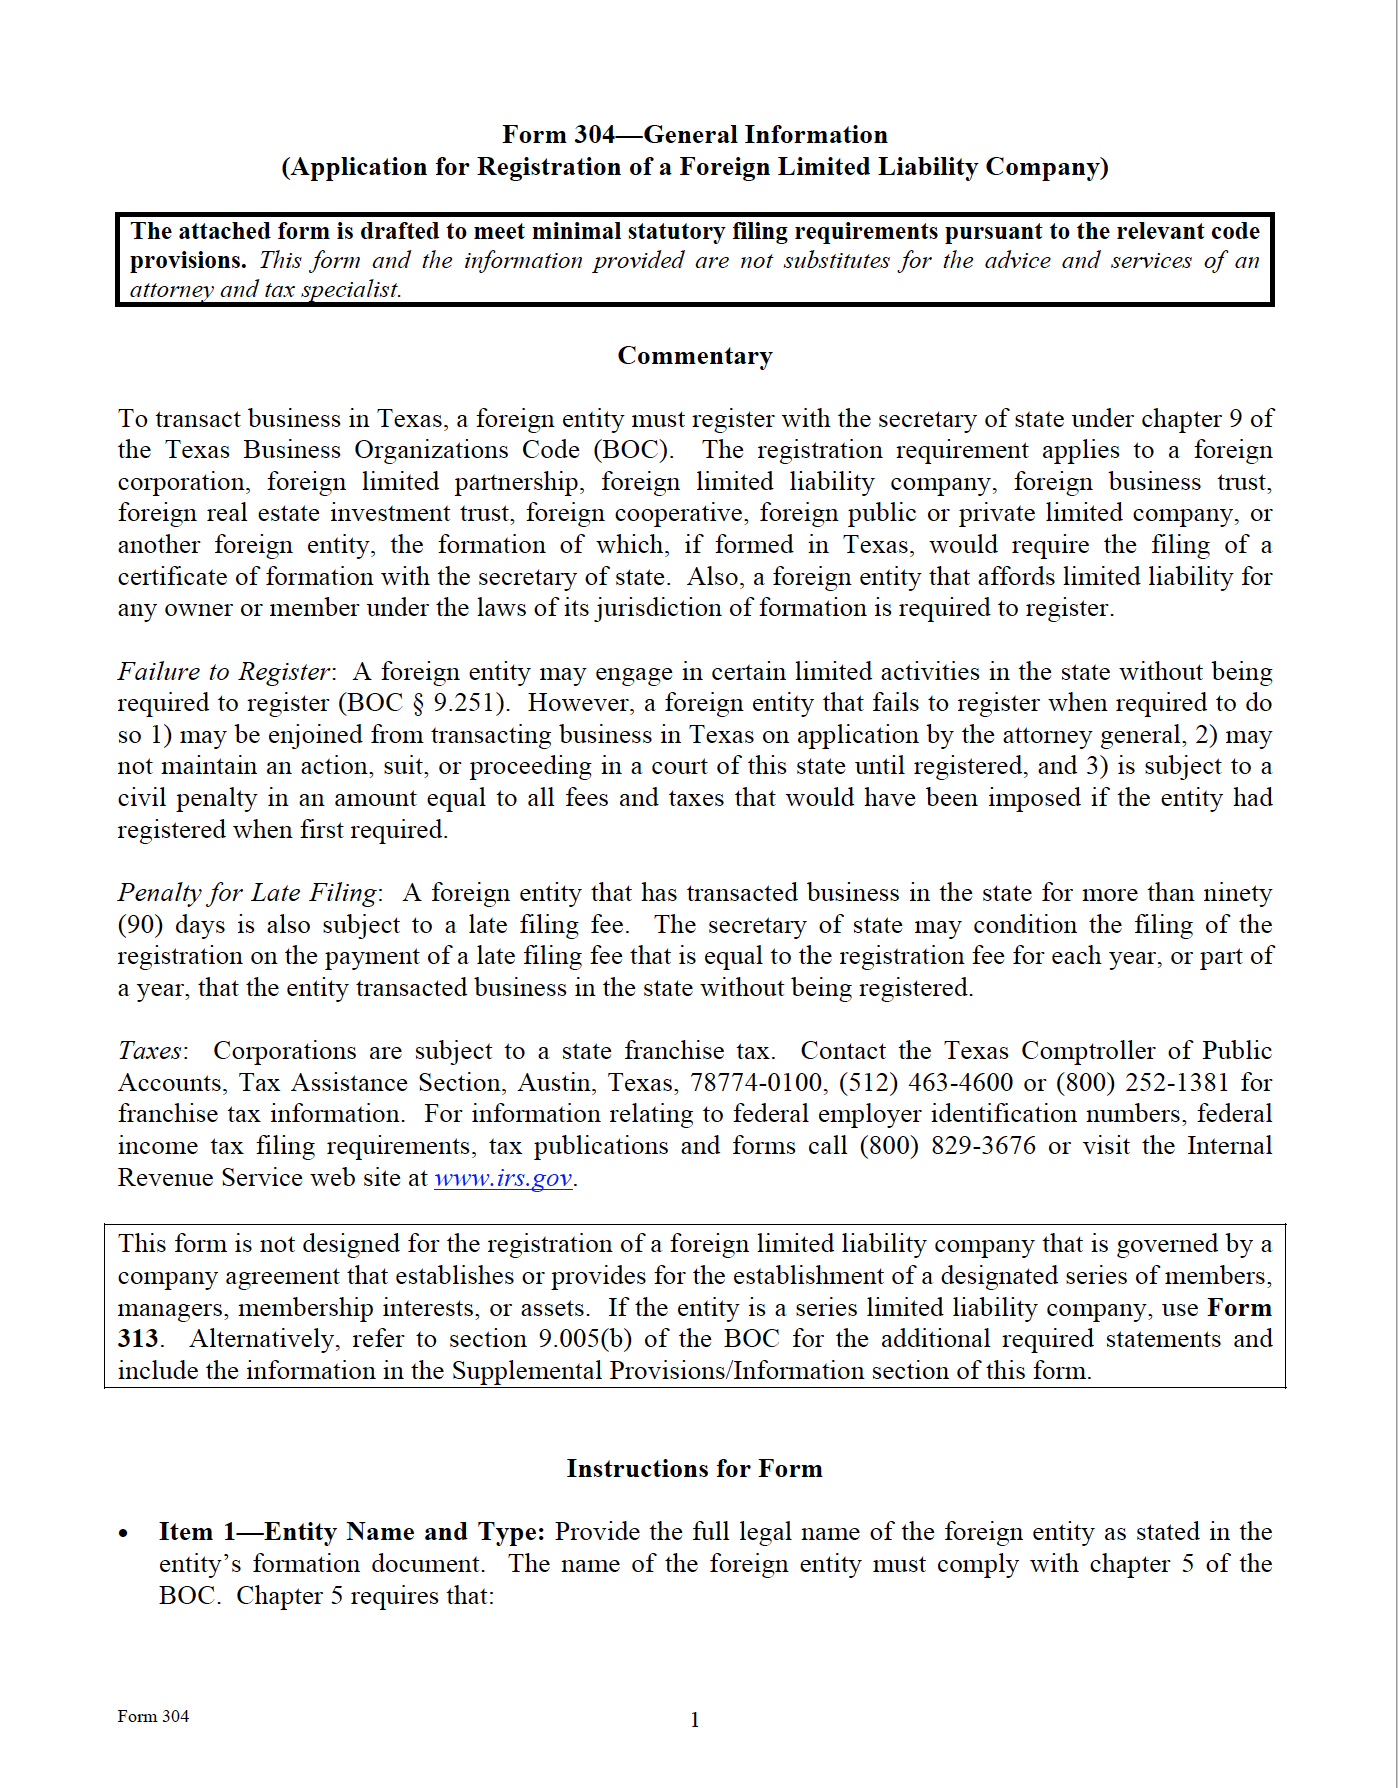 Form 304—General Information
(Application for Registration of a Foreign Limited Liability Company)
The attached form is drafted to meet minimal statutory filing requirements pursuant to the relevant code
provisions. This form and the information provided are not substitutes for the advice and services of an
attorney and tax specialist.
Commentary
To transact business in Texas, a foreign entity must register with the secretary of state under chapter 9 of
the Texas Business Organizations Code (BOC). The registration requirement applies to a foreign
corporation, foreign limited partnership, foreign limited liability company, foreign business trust,
foreign real estate investment trust, foreign cooperative, foreign public or private limited company, or
another foreign entity, the formation of which, if formed in Texas, would require the filing of a
certificate of formation with the secretary of state. Also, a foreign entity that affords limited liability for
any owner or member under the laws of its jurisdiction of formation is required to register.
Failure to Register: A foreign entity may engage in certain limited activities in the state without being
required to register (BOC § 9.251). However, a foreign entity that fails to register when required to do
so 1) may be enjoined from transacting business in Texas on application by the attorney general, 2) may
not maintain an action, suit, or proceeding in a court of this state until registered, and 3) is subject to a
civil penalty in an amount equal to all fees and taxes that would have been imposed if the entity had
registered when first required.
Penalty for Late Filing: A foreign entity that has transacted business in the state for more than ninety
(90) days is also subject to a late filing fee. The secretary of state may condition the filing of the
registration on the payment of a late filing fee that is equal to the registration fee for each year, or part of
a year, that the entity transacted business in the state without being registered.
Taxes: Corporations are subject to a state franchise tax. Contact the Texas Comptroller of Public
Accounts, Tax Assistance Section, Austin, Texas, 78774-0100, (512) 463-4600 or (800) 252-1381 for
franchise tax information. For information relating to federal employer identification numbers, federal
income tax filing requirements, tax publications and forms call (800) 829-3676 or visit the Internal
Revenue Service web site at www.irs.gov.
This form is not designed for the registration of a foreign limited liability company that is governed by a
company agreement that establishes or provides for the establishment of a designated series of members,
managers, membership interests, or assets. If the entity is a series limited liability company, use Form
313. Alternatively, refer to section 9.005(b) of the BOC for the additional required statements and
include the information in the Supplemental Provisions/Information section of this form.
Instructions for Form
• Item 1—Entity Name and Type: Provide the full legal name of the foreign entity as stated in the
entity’s formation document. The name of the foreign entity must comply with chapter 5 of the
BOC. Chapter 5 requires that:
Form 304
1